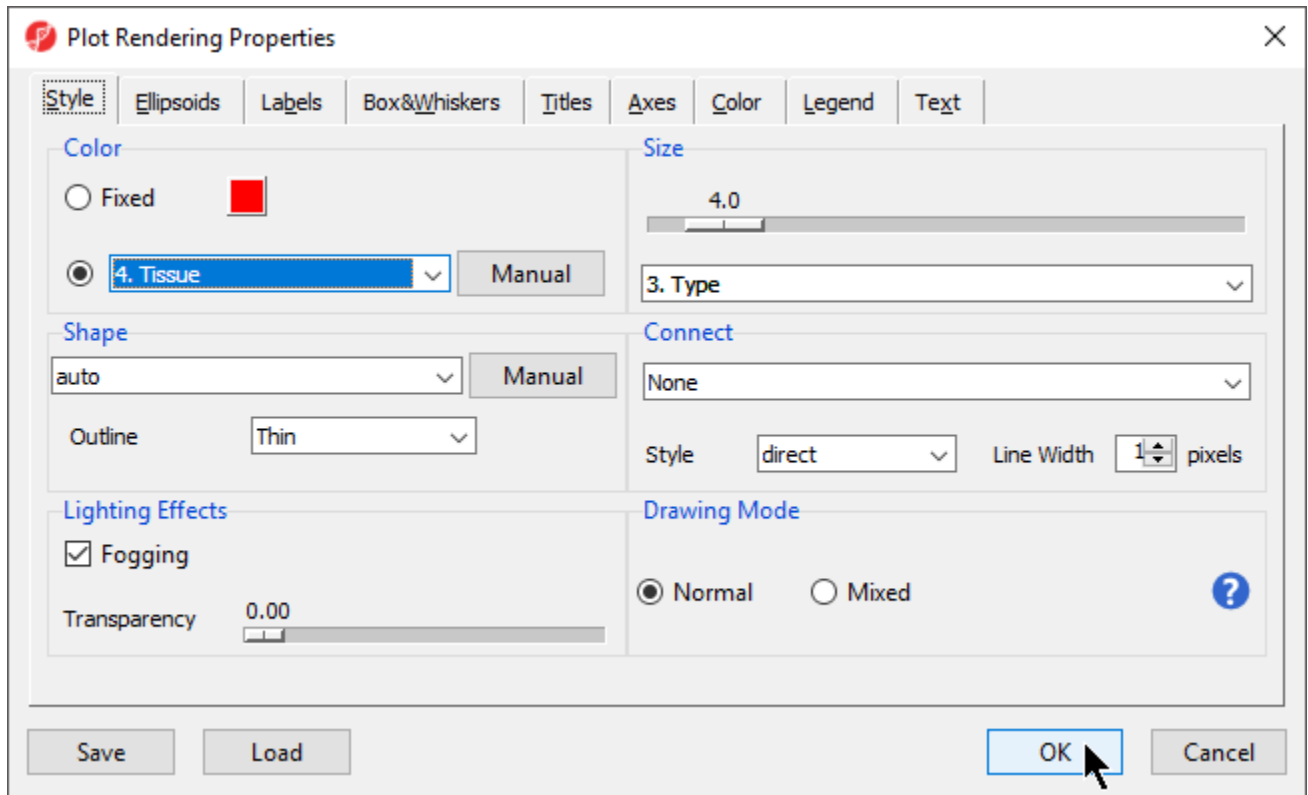 Plot Rendering Properties
Style Ellipsoids Labels Box&Whiskers Titles Axes Color Legend Text
Color
Fixed
4. Tissue Manual
Size
4.0
3. Type
Shape
auto Manual
Outline Thin
Connect
None
Style direct Line Width 1 pixels
Lighting Effects
Fogging
Transparency 0.00
Drawing Mode
Normal Mixed ?
Save Load OK Cancel